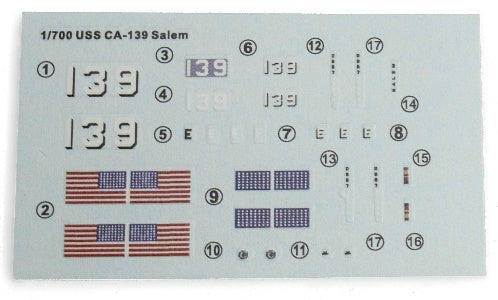 1/700 USS CA-139 Salem
① 139 ③ 139 ⑥ 139 ⑫ ⑰
④ 139 139 ⑭
139 ⑤ E E E E ⑦ E E E ⑧
⑬ ⑮
② ⑨
⑩ ⑪ ⑰ ⑯